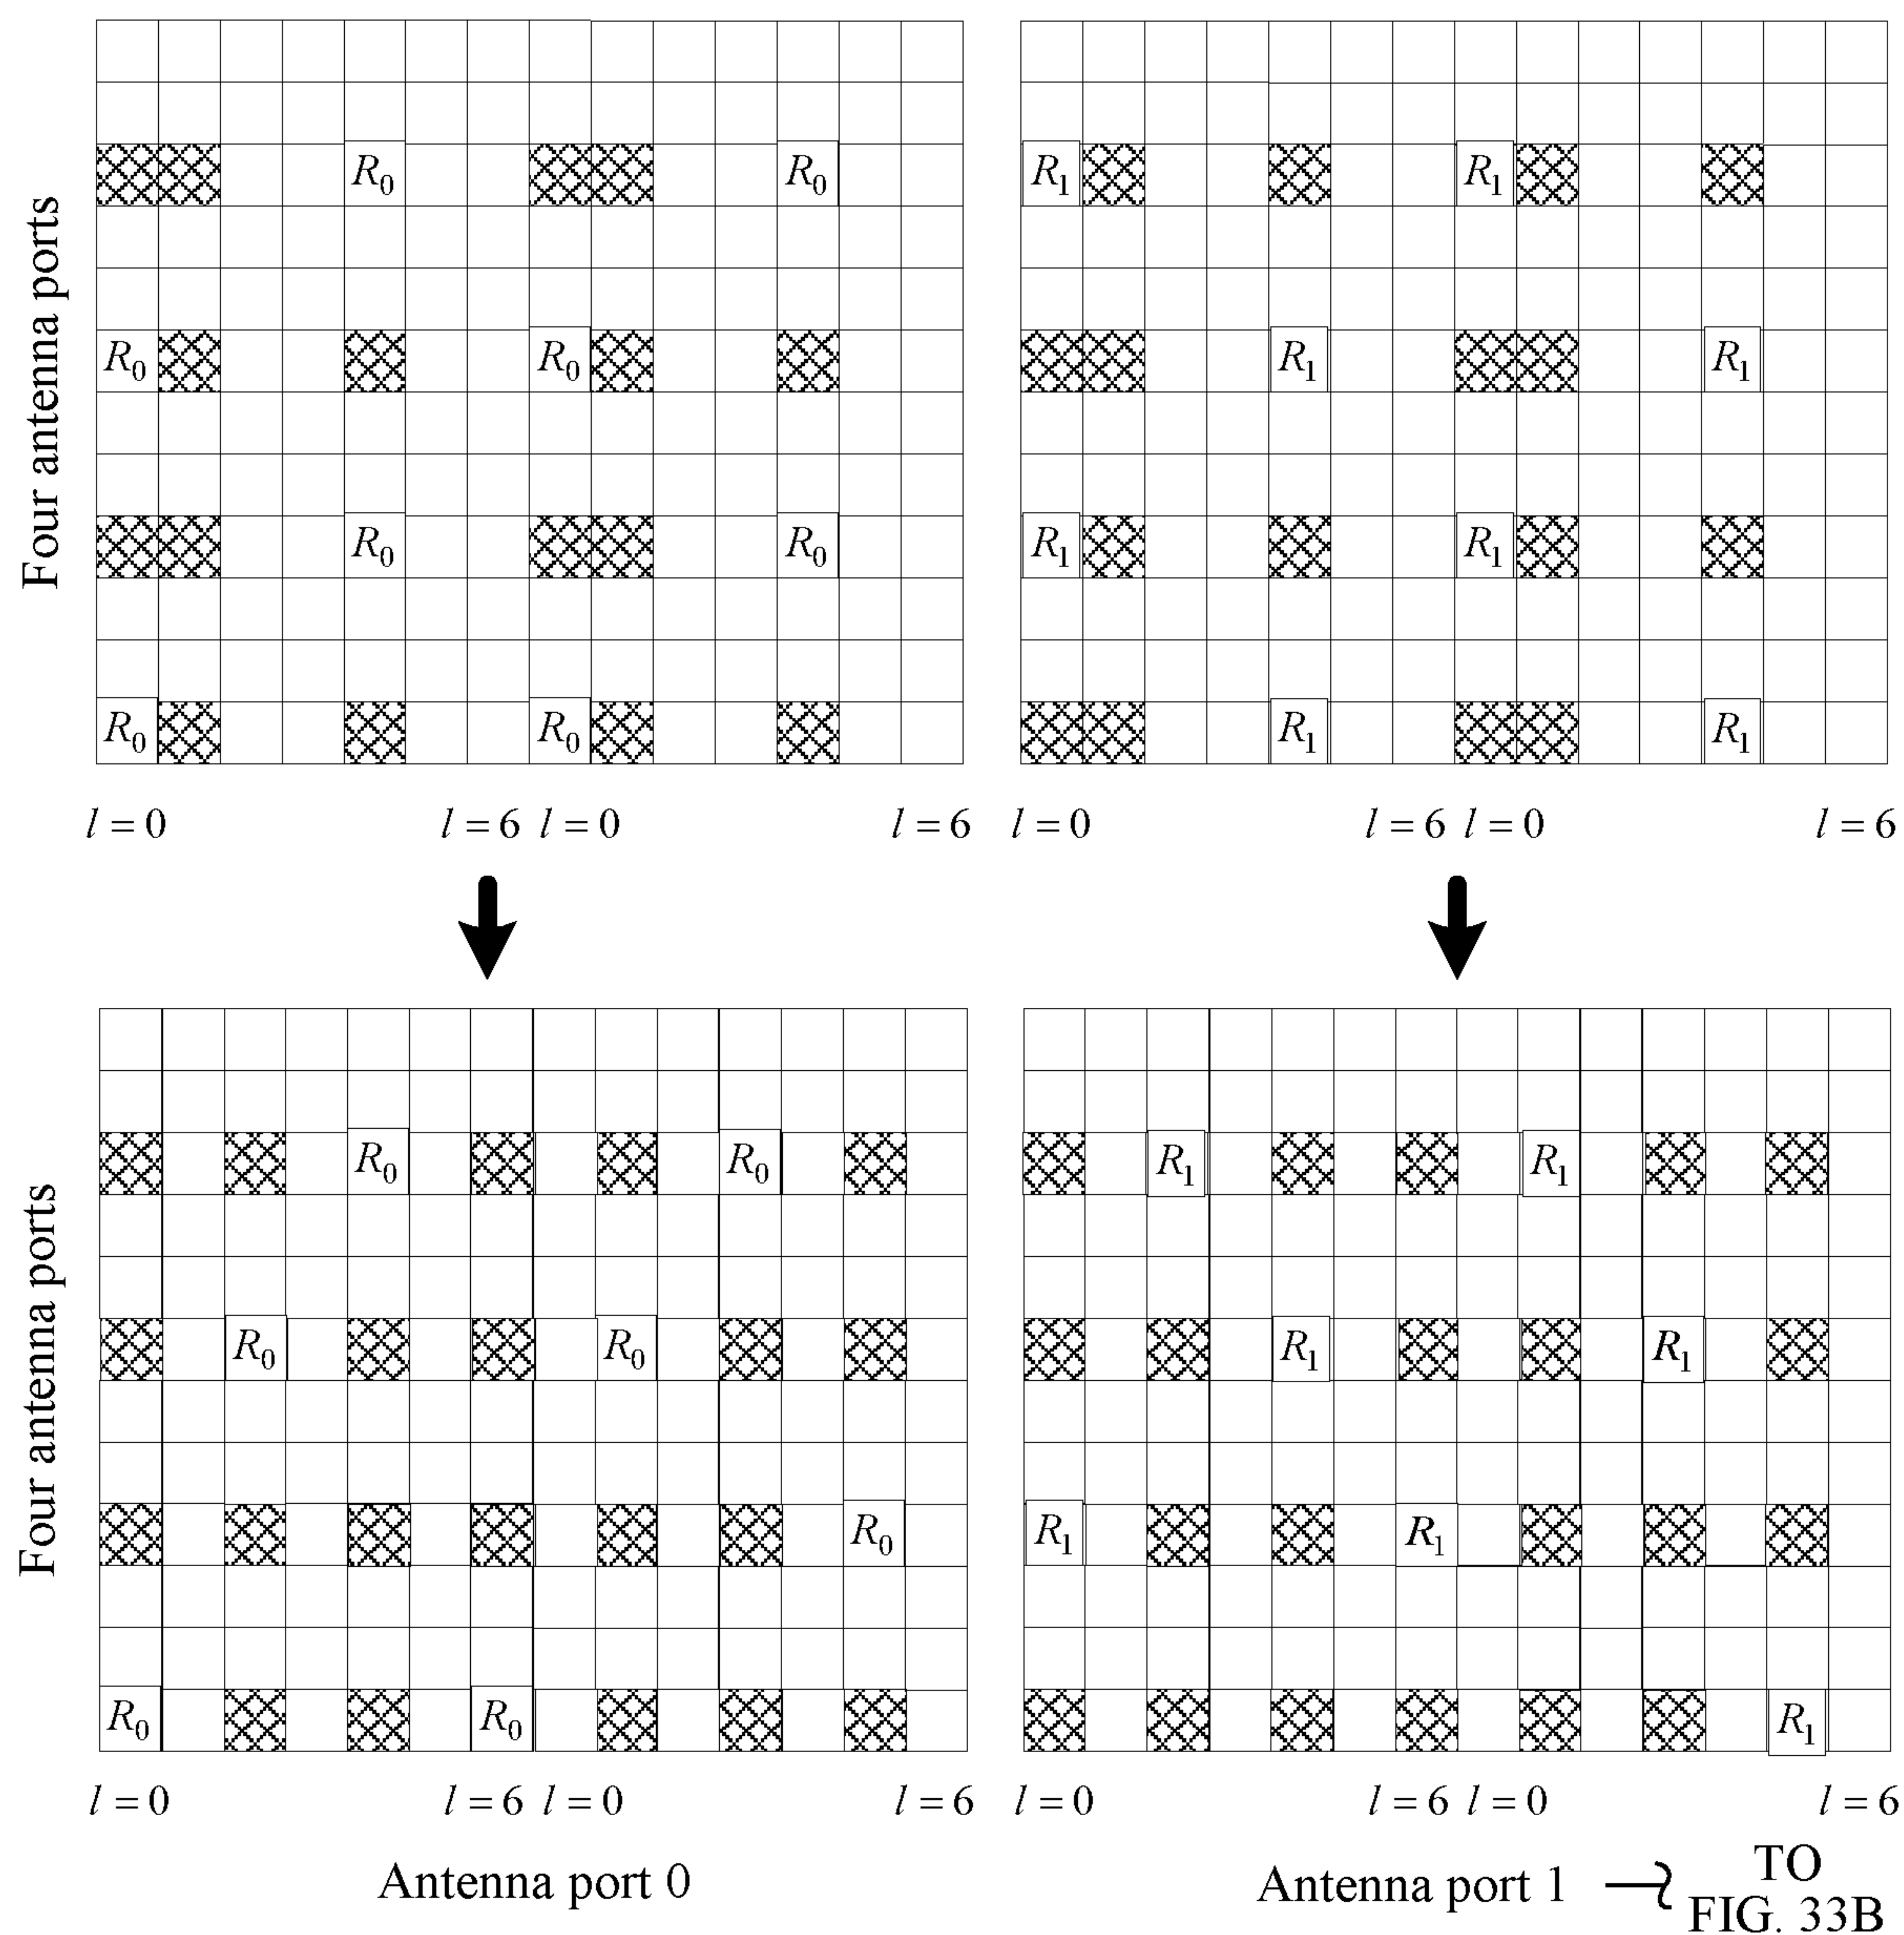 Four antenna ports
R0 R0 R1 R1
R0 R0 R1 R1
R0 R0 R1 R1
R0 R0 R1 R1
l = 0 l = 6 l = 0 l = 6 l = 0 l = 6 l = 0 l = 6
Four antenna ports
R0 R0 R1 R1
R0 R0 R1 R1
R0 R1 R1
R0 R0 R1
l = 0 l = 6 l = 0 l = 6 l = 0 l = 6 l = 0 l = 6
Antenna port 0 Antenna port 1 TO
FIG. 33B